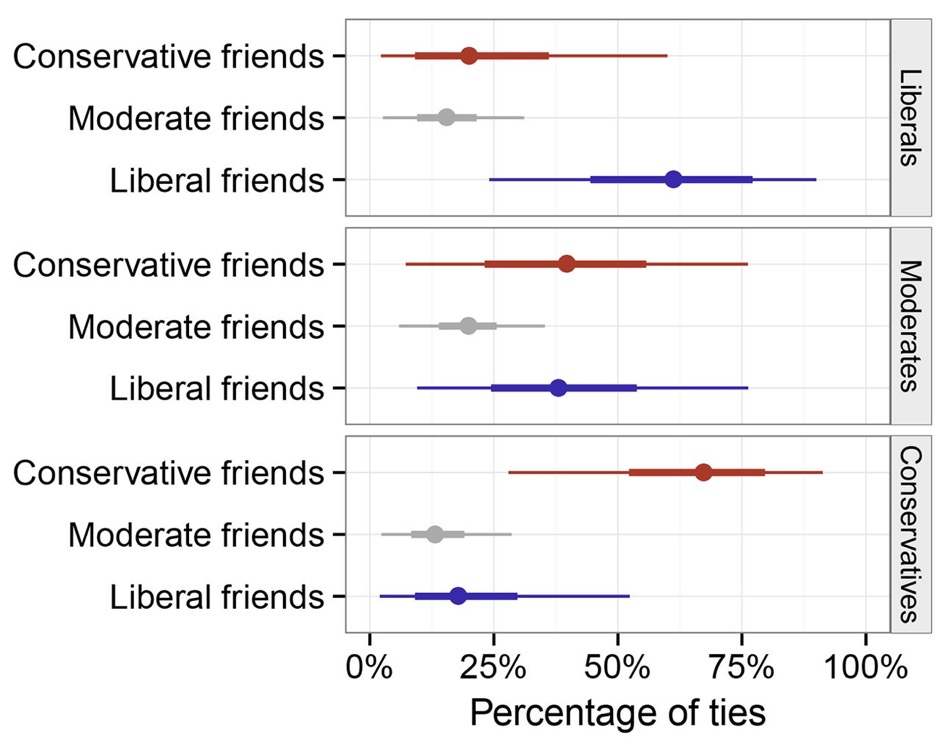 Conservative friends
Moderate friends
Liberal friends
Liberals
Conservative friends
Moderate friends
Liberal friends
Moderates
Conservative friends
Moderate friends
Liberal friends
Conservatives
0% 25% 50% 75% 100%
Percentage of ties